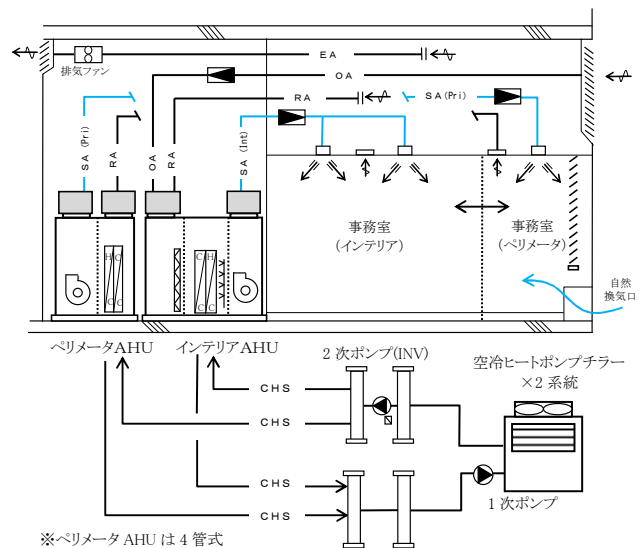 EA
排気ファン
OA
RA
SA(Pri)
SA (Pri)
RA
OA
RA
SA (Int)
事務室
(インテリア)
事務室
(ペリメータ)
自然
換気口
H
C
C
C
C
H
C
C
ペリメータAHU
インテリアAHU
2 次ポンプ(INV)
空冷ヒートポンプチラー
×2 系統
CHS
CHS
CHS
CHS
1 次ポンプ
※ペリメータ AHU は 4 管式